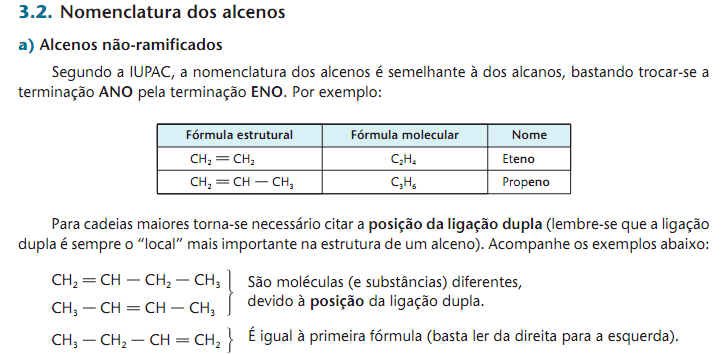 3.2. Nomenclatura dos alcenos
a) Alcenos não-ramificados
Segundo a IUPAC, a nomenclatura dos alcenos é semelhante à dos alcanos, bastando trocar-se a
terminação ANO pela terminação ENO. Por exemplo:
Fórmula estrutural Fórmula molecular Nome
CH₂ = CH₂ C₂H₄ Eteno
CH₂ = CH — CH₃ C₃H₆ Propeno
Para cadeias maiores torna-se necessário citar a posição da ligação dupla (lembre-se que a ligação
dupla é sempre o “local” mais importante na estrutura de um alceno). Acompanhe os exemplos abaixo:
CH₂ = CH — CH₂ — CH₃
CH₃ — CH = CH — CH₃
São moléculas (e substâncias) diferentes,
devido à posição da ligação dupla.
CH₃ — CH₂ — CH = CH₂ É igual à primeira fórmula (basta ler da direita para a esquerda).